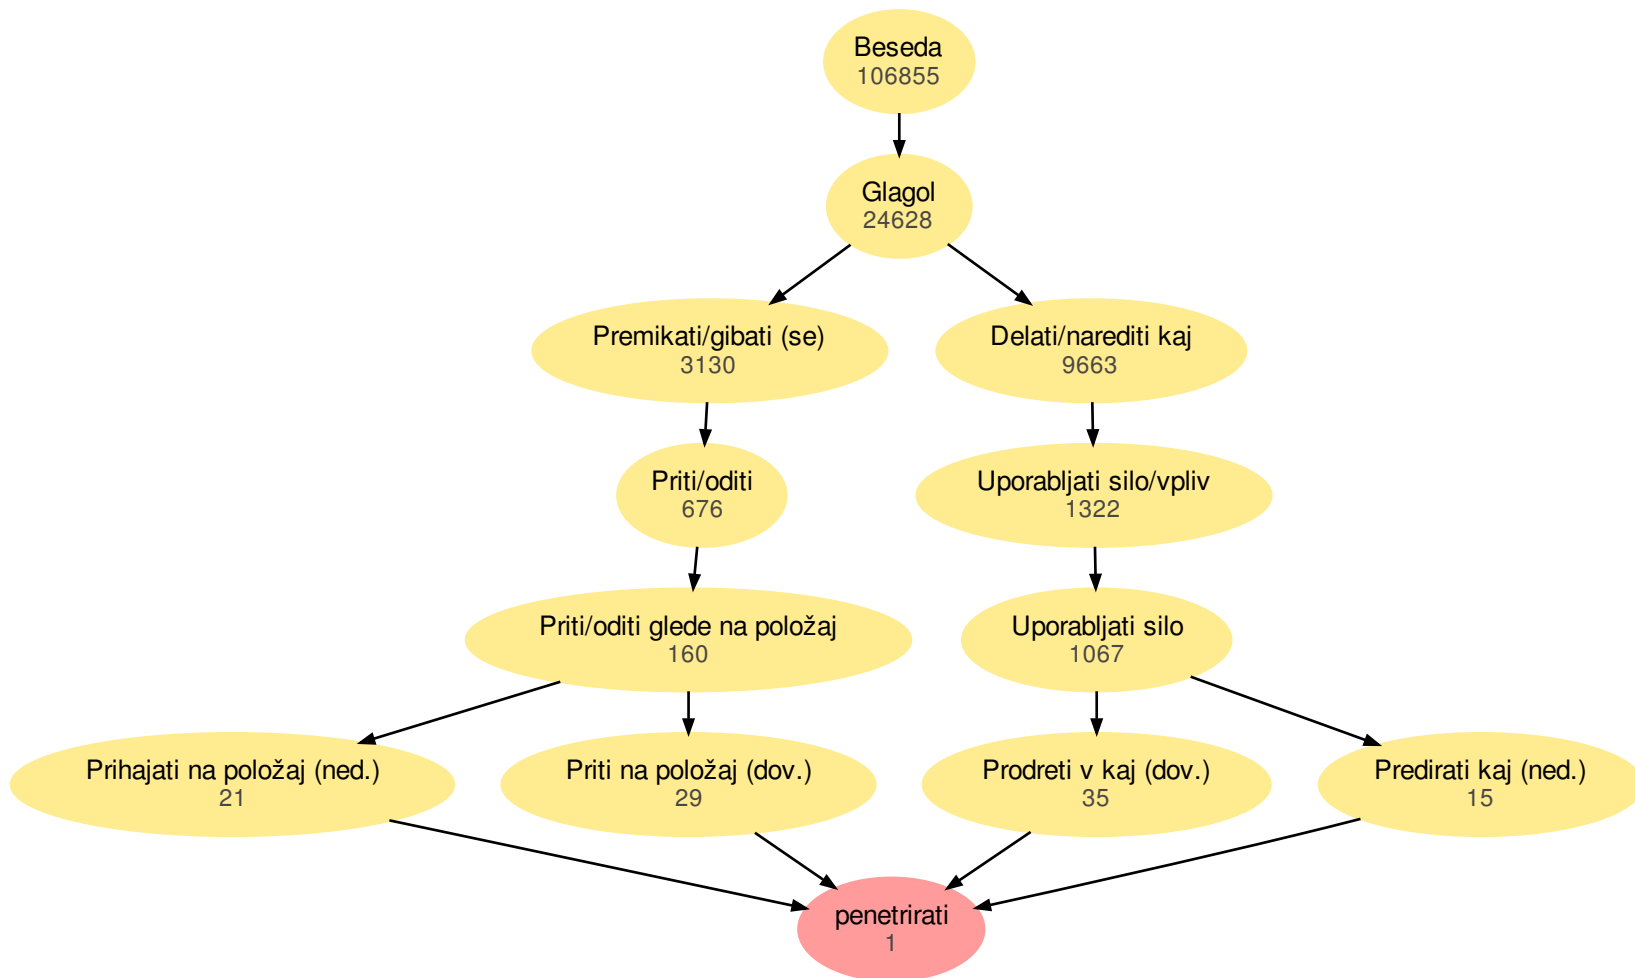 Beseda
106855
Glagol
24628
Premikati/gibati (se)
3130
Delati/narediti kaj
9663
Priti/oditi
676
Uporabljati silo/vpliv
1322
Priti/oditi glede na položaj
160
Uporabljati silo
1067
Prihajati na položaj (ned.)
21
Priti na položaj (dov.)
29
Prodreti v kaj (dov.)
35
Predirati kaj (ned.)
15
penetrirati
1